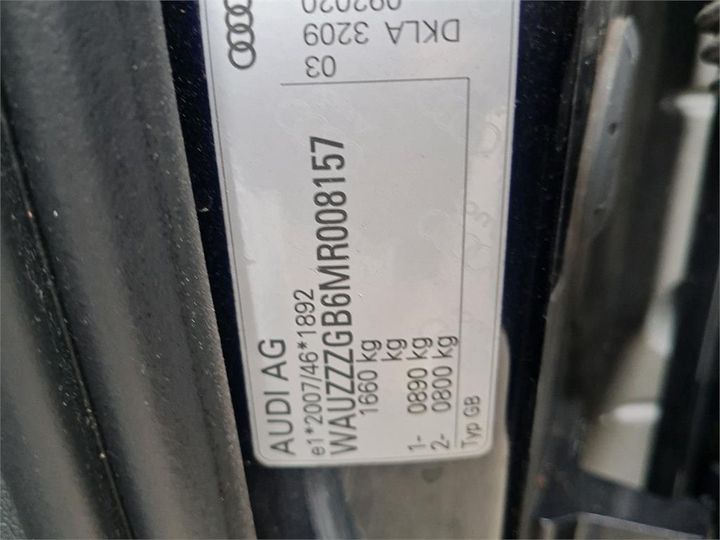 AUDI AG
e1*2007/46*1892
WAUZZZGB6MR008157
1660 kg
kg
1- 0890 kg
2- 0800 kg
Typ GB
03
DKLA 3209
092020